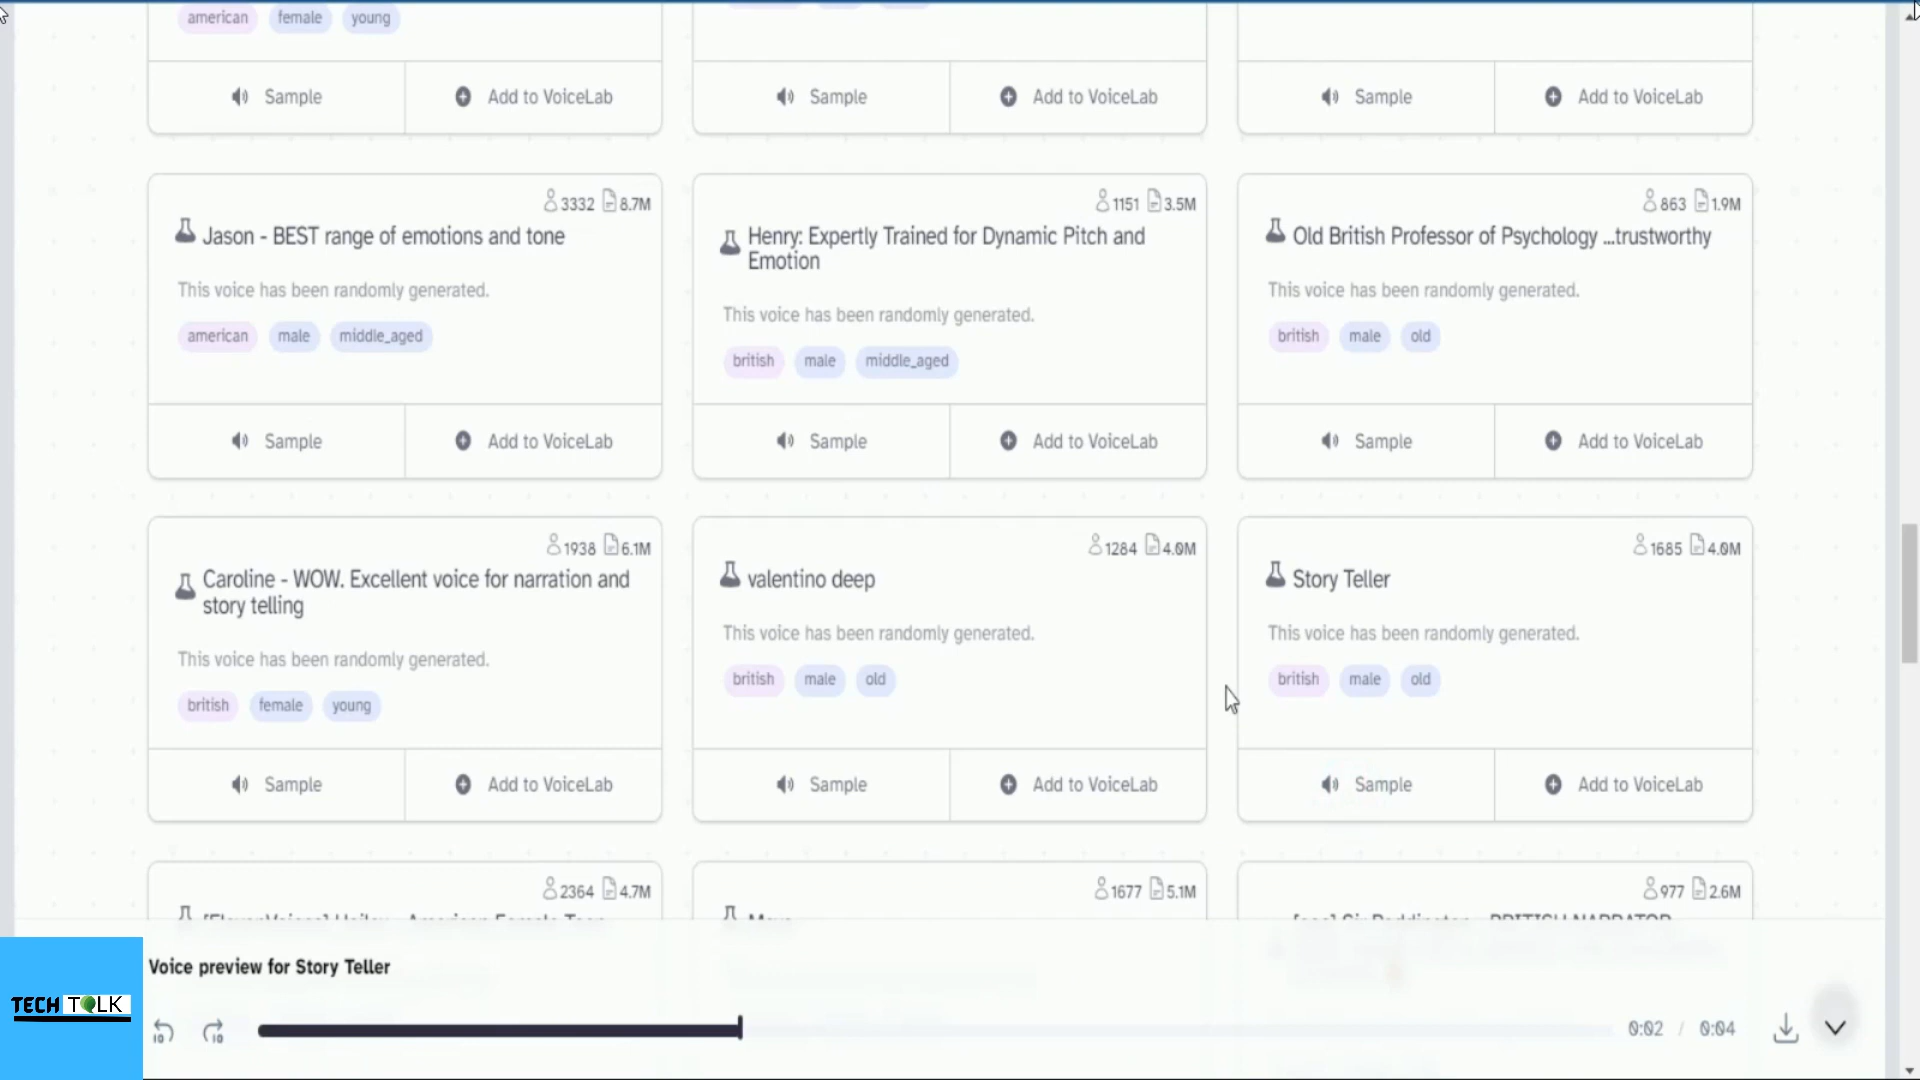 american female young
Sample Add to VoiceLab Sample Add to VoiceLab Sample Add to VoiceLab
3332 8.7M
Jason - BEST range of emotions and tone
This voice has been randomly generated.
american male middle_aged
Sample Add to VoiceLab
1151 3.5M
Henry: Expertly Trained for Dynamic Pitch and
Emotion
This voice has been randomly generated.
british male middle_aged
Sample Add to VoiceLab
863 1.9M
Old British Professor of Psychology ...trustworthy
This voice has been randomly generated.
british male old
Sample Add to VoiceLab
1938 6.1M
Caroline - WOW. Excellent voice for narration and
story telling
This voice has been randomly generated.
british female young
Sample Add to VoiceLab
1284 4.0M
valentino deep
This voice has been randomly generated.
british male old
Sample Add to VoiceLab
1685 4.0M
Story Teller
This voice has been randomly generated.
british male old
Sample Add to VoiceLab
2364 4.7M
1677 5.1M
977 2.6M
Voice preview for Story Teller
10 10 0:02 / 0:04
TECH TALK